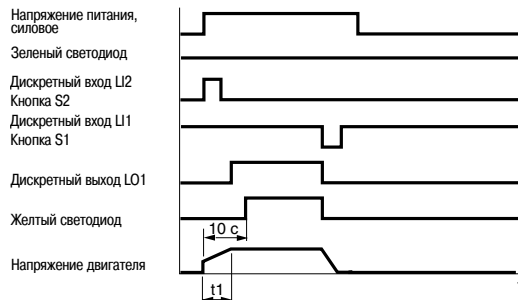 Напряжение питания,
силовое
Зеленый светодиод
Дискретный вход LI2
Кнопка S2
Дискретный вход LI1
Кнопка S1
Дискретный выход LO1
Желтый светодиод
10 с
Напряжение двигателя
t1